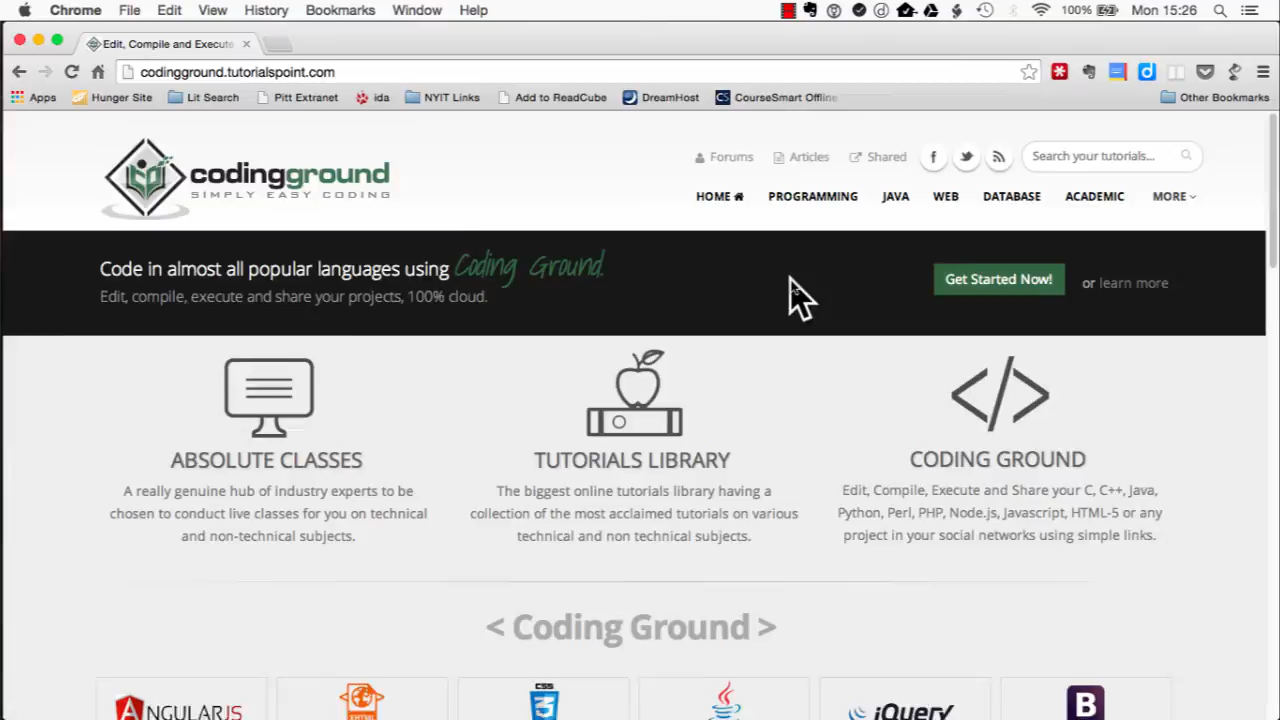 Chrome File Edit View History Bookmarks Window Help 100% Mon 15:26
Edit, Compile and Execute
codingground.tutorialspoint.com
Apps Hunger Site Lit Search Pitt Extranet ida NYIT Links Add to ReadCube DreamHost CourseSmart Offline Other Bookmarks
codingground
SIMPLY EASY CODING
Forums Articles Shared Search your tutorials...
HOME PROGRAMMING JAVA WEB DATABASE ACADEMIC MORE
Code in almost all popular languages using Coding Ground.
Edit, compile, execute and share your projects, 100% cloud.
Get Started Now! or learn more
ABSOLUTE CLASSES
A really genuine hub of industry experts to be
chosen to conduct live classes for you on technical
and non-technical subjects.
TUTORIALS LIBRARY
The biggest online tutorials library having a
collection of the most acclaimed tutorials on various
technical and non technical subjects.
CODING GROUND
Edit, Compile, Execute and Share your C, C++, Java,
Python, Perl, PHP, Node.js, Javascript, HTML-5 or any
project in your social networks using simple links.
< Coding Ground >
ANGULARJS XHTML CSS jQuery B